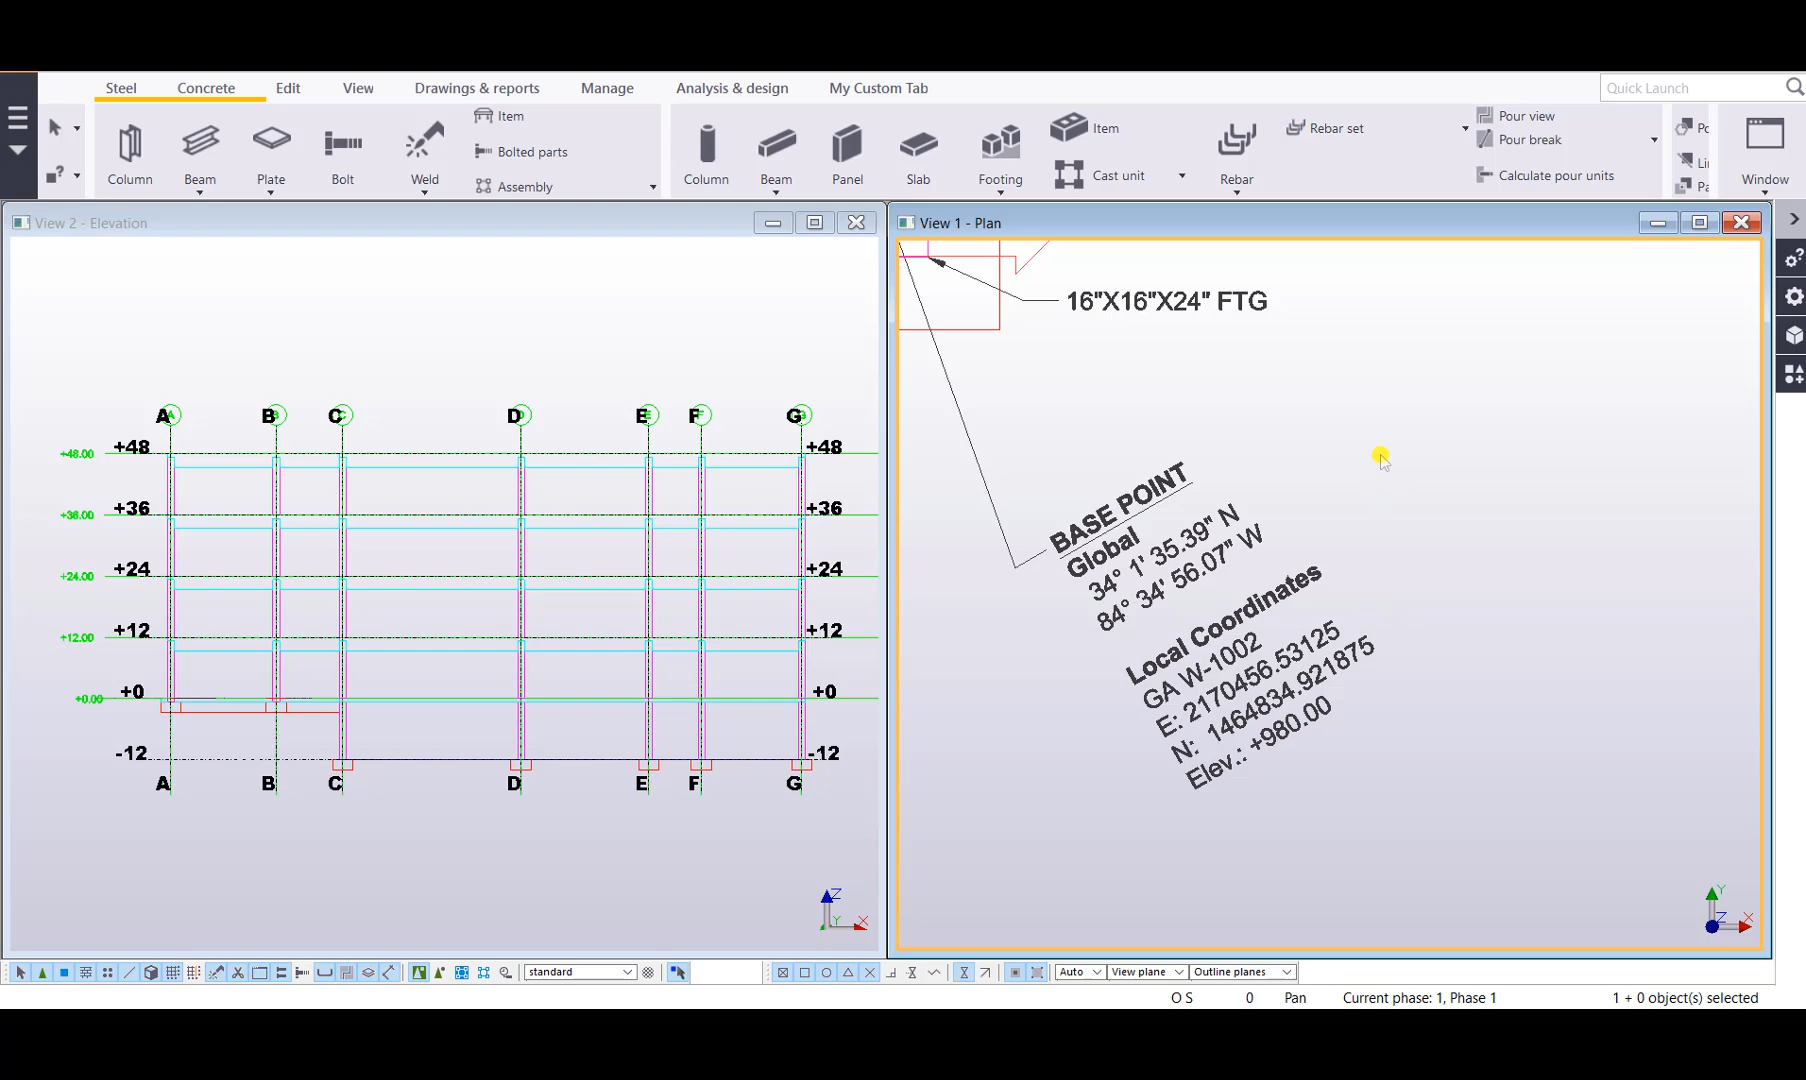 Steel
Concrete
Edit
View
Drawings & reports
Manage
Analysis & design
My Custom Tab
Quick Launch
Column
Beam
Plate
Bolt
Weld
Item
Bolted parts
Assembly
Column
Beam
Panel
Slab
Footing
Item
Cast unit
Rebar
Rebar set
Pour view
Pour break
Calculate pour units
Window
View 2 - Elevation
A B C D E F G
+48.00 +48 +48
+36.00 +36 +36
+24.00 +24 +24
+12.00 +12 +12
+0.00 +0 +0
-12 -12
A B C D E F G
Z
Y X
View 1 - Plan
16"X16"X24" FTG
BASE POINT
Global
34° 1' 35.39" N
84° 34' 56.07" W
Local Coordinates
GA W-1002
E: 2170456.53125
N: 1464834.921875
Elev.: +980.00
Y
Z X
standard
Auto
View plane
Outline planes
O S
0
Pan
Current phase: 1, Phase 1
1 + 0 object(s) selected